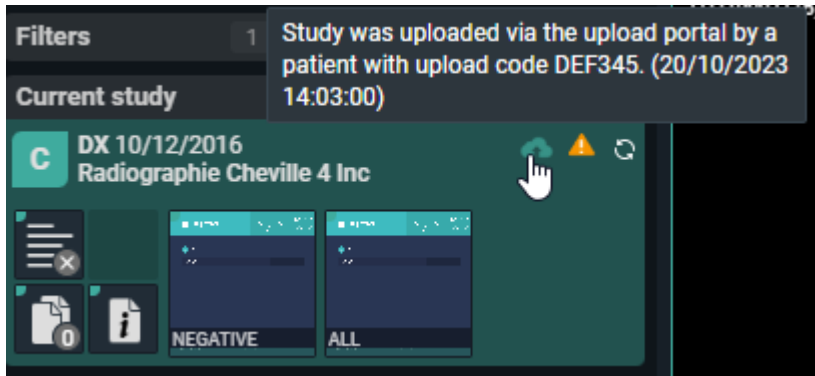 Filters
1
Study was uploaded via the upload portal by a
patient with upload code DEF345. (20/10/2023
14:03:00)
Current study
C
DX 10/12/2016
Radiographie Cheville 4 Inc
0
i
NEGATIVE
ALL